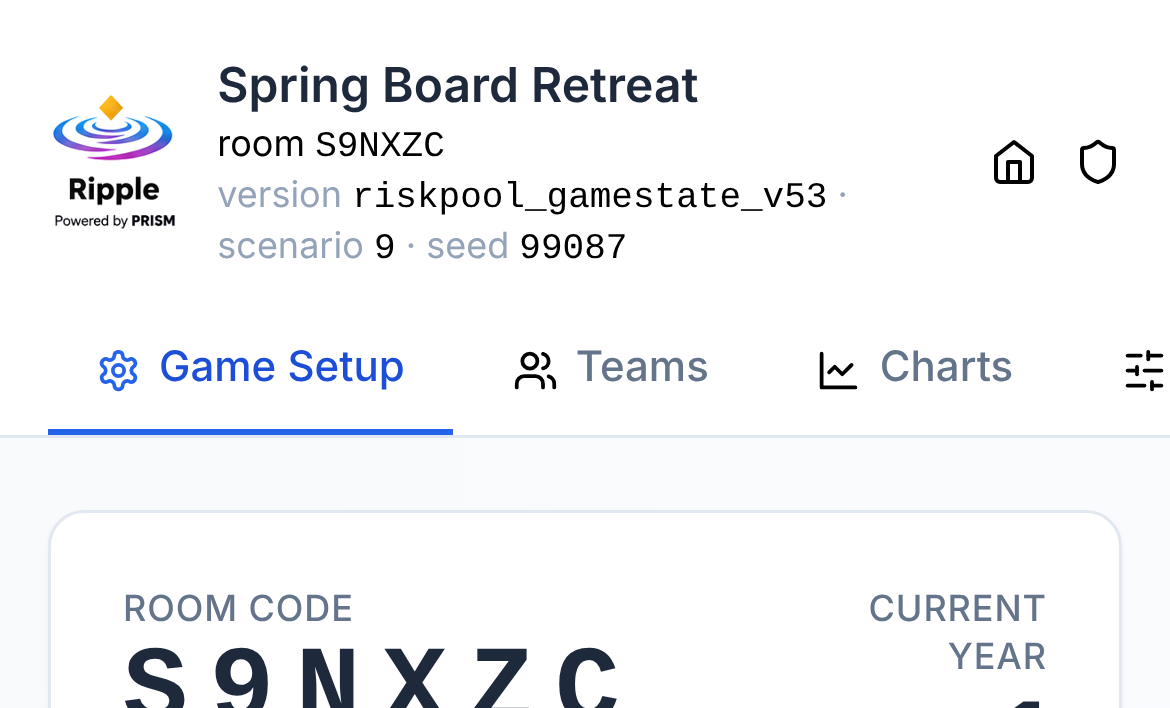 Spring Board Retreat
room S9NXZC
version riskpool_gamestate_v53 ·
scenario 9 · seed 99087
Ripple
Powered by PRISM
Game Setup
Teams
Charts
ROOM CODE
S9NXZC
CURRENT
YEAR